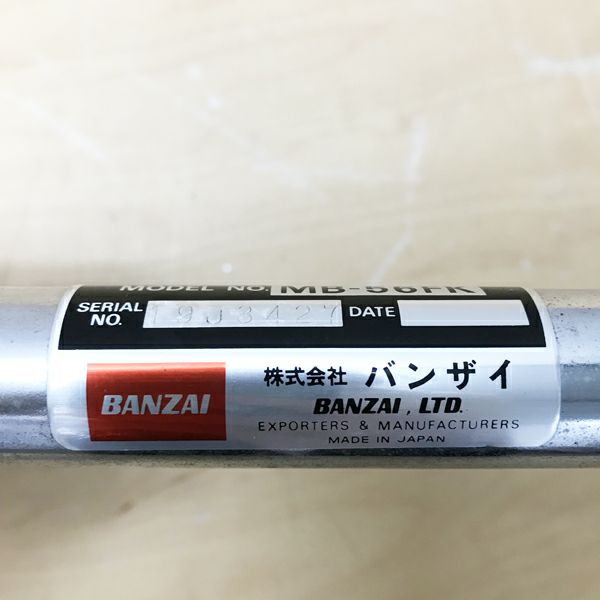 MODEL NO. MB-56FK
SERIAL NO. 19J3427 DATE
BANZAI
株式会社 バンザイ
BANZAI, LTD.
EXPORTERS & MANUFACTURERS
MADE IN JAPAN